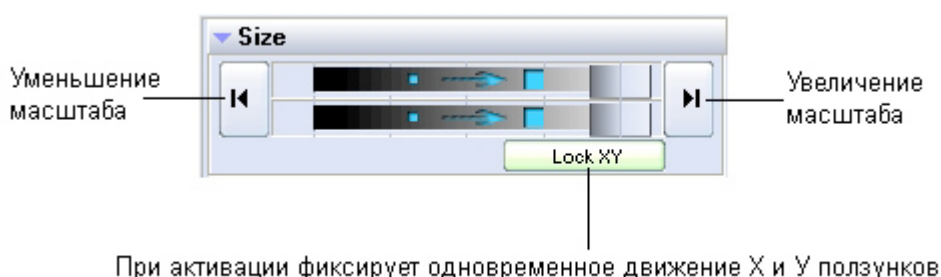 Size
Уменьшение
масштаба
Увеличение
масштаба
Lock XY
При активации фиксирует одновременное движение X и У ползунков